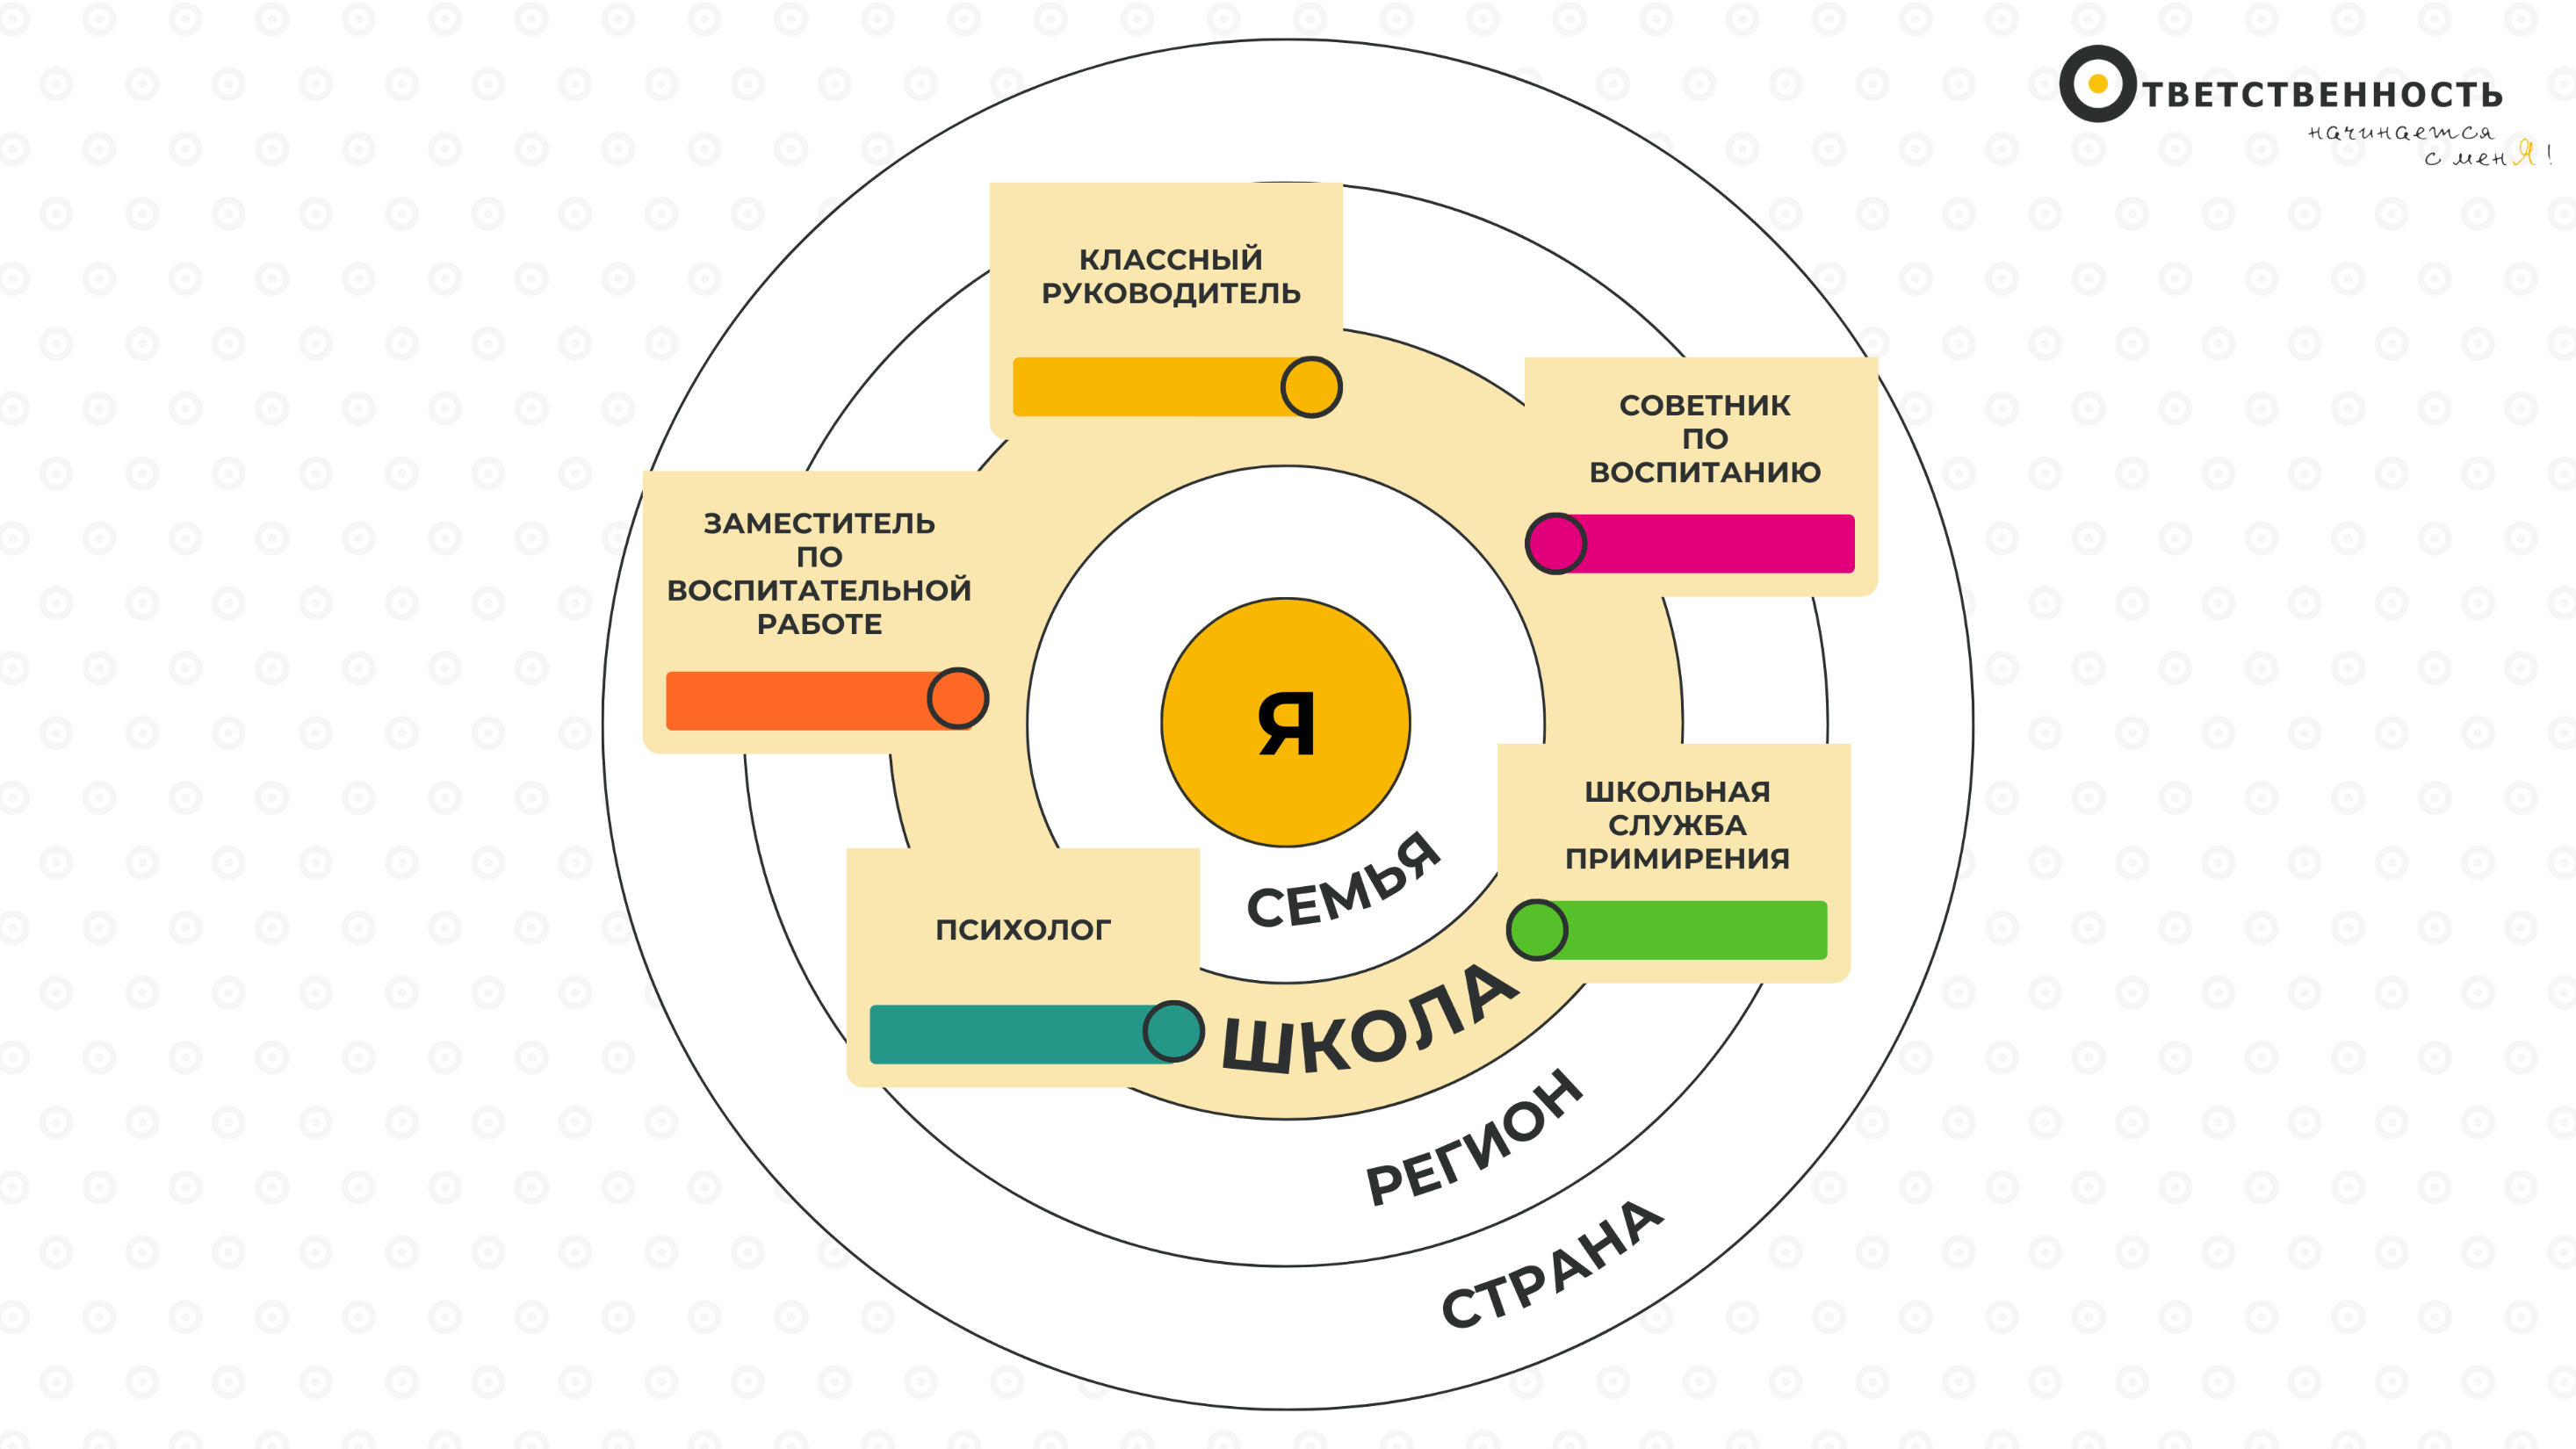 ОТВЕТСТВЕННОСТЬ
начинается
с менЯ!
КЛАССНЫЙ
РУКОВОДИТЕЛЬ
СОВЕТНИК
ПО
ВОСПИТАНИЮ
ЗАМЕСТИТЕЛЬ
ПО
ВОСПИТАТЕЛЬНОЙ
РАБОТЕ
Я
ШКОЛЬНАЯ
СЛУЖБА
ПРИМИРЕНИЯ
ПСИХОЛОГ
СЕМЬЯ
ШКОЛА
РЕГИОН
СТРАНА